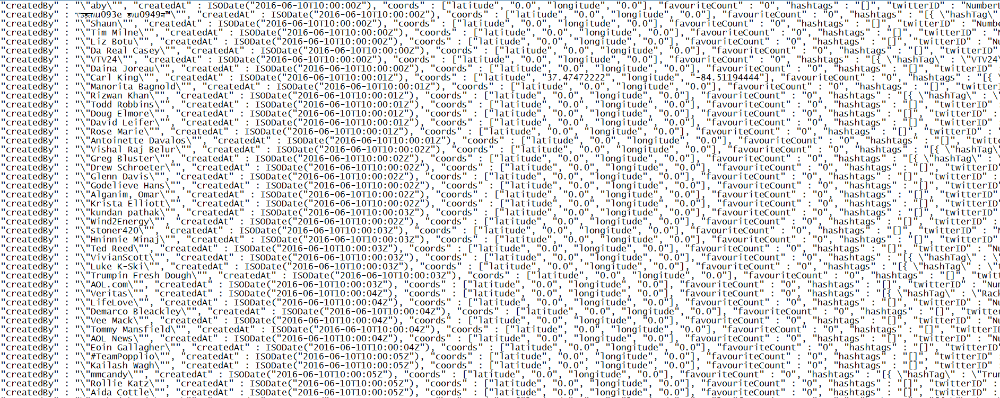 "createdBy" : "\"aby\"", "createdAt" : ISODate("2016-06-10T10:00:00Z"), "coords" : ["latitude", "0.0", "longitude", "0.0"], "favouriteCount" : "0", "hashtags" : "[]", "twitterID" : "NumberL
"createdBy" : \u093e \u0949न™\"", "createdAt" : ISODate("2016-06-10T10:00:00Z"), "coords" : ["latitude", "0.0", "longitude", "0.0"], "favouriteCount" : "0", "hashtags" : "[{ \"hashTag\"
"createdBy" : "\"Shaun\"", "createdAt" : ISODate("2016-06-10T10:00:00Z"), "coords" : ["latitude", "0.0", "longitude", "0.0"], "favouriteCount" : "0", "hashtags" : "[]", "twitterID" : "Numbe
"createdBy" : "\"Tim Milne\"", "createdAt" : ISODate("2016-06-10T10:00:00Z"), "coords" : ["latitude", "0.0", "longitude", "0.0"], "favouriteCount" : "0", "hashtags" : "[]", "twitterID" : "N
"createdBy" : "\"Liz Botu\"", "createdAt" : ISODate("2016-06-10T10:00:00Z"), "coords" : ["latitude", "0.0", "longitude", "0.0"], "favouriteCount" : "0", "hashtags" : "[]", "twitterID" : "Nu
"createdBy" : "\"Da Real Casey\"", "createdAt" : ISODate("2016-06-10T10:00:00Z"), "coords" : ["latitude", "0.0", "longitude", "0.0"], "favouriteCount" : "0", "hashtags" : "[]", "twitterID"
"createdBy" : "\"VTV24\"", "createdAt" : ISODate("2016-06-10T10:00:00Z"), "coords" : ["latitude", "0.0", "longitude", "0.0"], "favouriteCount" : "0", "hashtags" : "[{ \"hashTag\" : \"VTV24\
"createdBy" : "\"Daina Joreau\"", "createdAt" : ISODate("2016-06-10T10:00:00Z"), "coords" : ["latitude", "0.0", "longitude", "0.0"], "favouriteCount" : "0", "hashtags" : "[]", "twitterID" :
"createdBy" : "\"Carl King\"", "createdAt" : ISODate("2016-06-10T10:00:01Z"), "coords" : ["latitude", "37.47472222", "longitude", "-84.51194444"], "favouriteCount" : "0", "hashtags" : "[{ \
"createdBy" : "\"Manorita Bagnold\"", "createdAt" : ISODate("2016-06-10T10:00:01Z"), "coords" : ["latitude", "0.0", "longitude", "0.0"], "favouriteCount" : "0", "hashtags" : "[]", "twitterI
"createdBy" : "\"Rizwan Khan\"", "createdAt" : ISODate("2016-06-10T10:00:01Z"), "coords" : ["latitude", "0.0", "longitude", "0.0"], "favouriteCount" : "0", "hashtags" : "[{ \"hashTag\" : \"
"createdBy" : "\"Todd Robbins\"", "createdAt" : ISODate("2016-06-10T10:00:01Z"), "coords" : ["latitude", "0.0", "longitude", "0.0"], "favouriteCount" : "0", "hashtags" : "[]", "twitterID" :
"createdBy" : "\"Doug Elmore\"", "createdAt" : ISODate("2016-06-10T10:00:01Z"), "coords" : ["latitude", "0.0", "longitude", "0.0"], "favouriteCount" : "0", "hashtags" : "[]", "twitterID" :
"createdBy" : "\"David Leifer\"", "createdAt" : ISODate("2016-06-10T10:00:01Z"), "coords" : ["latitude", "0.0", "longitude", "0.0"], "favouriteCount" : "0", "hashtags" : "[]", "twitterID" :
"createdBy" : "\"Rose Marie\"", "createdAt" : ISODate("2016-06-10T10:00:01Z"), "coords" : ["latitude", "0.0", "longitude", "0.0"], "favouriteCount" : "0", "hashtags" : "[]", "twitterID" : "
"createdBy" : "\"Antoinette Davalos\"", "createdAt" : ISODate("2016-06-10T10:00:01Z"), "coords" : ["latitude", "0.0", "longitude", "0.0"], "favouriteCount" : "0", "hashtags" : "[]", "twitte
"createdBy" : "\"Vishal Raj Belur\"", "createdAt" : ISODate("2016-06-10T10:00:02Z"), "coords" : ["latitude", "0.0", "longitude", "0.0"], "favouriteCount" : "0", "hashtags" : "[{ \"hashTag\"
"createdBy" : "\"Greg Bluster\"", "createdAt" : ISODate("2016-06-10T10:00:02Z"), "coords" : ["latitude", "0.0", "longitude", "0.0"], "favouriteCount" : "0", "hashtags" : "[{ \"hashTag\" : \
"createdBy" : "\"Drew Schroeter\"", "createdAt" : ISODate("2016-06-10T10:00:02Z"), "coords" : ["latitude", "0.0", "longitude", "0.0"], "favouriteCount" : "0", "hashtags" : "[]", "twitterID"
"createdBy" : "\"Glenn Davis\"", "createdAt" : ISODate("2016-06-10T10:00:02Z"), "coords" : ["latitude", "0.0", "longitude", "0.0"], "favouriteCount" : "0", "hashtags" : "[]", "twitterID" :
"createdBy" : "\"Godelieve Hans\"", "createdAt" : ISODate("2016-06-10T10:00:02Z"), "coords" : ["latitude", "0.0", "longitude", "0.0"], "favouriteCount" : "0", "hashtags" : "[]", "twitterID"
"createdBy" : "\"Alganim, Omar\"", "createdAt" : ISODate("2016-06-10T10:00:02Z"), "coords" : ["latitude", "0.0", "longitude", "0.0"], "favouriteCount" : "0", "hashtags" : "[]", "twitterID"
"createdBy" : "\"Krista Elliott\"", "createdAt" : ISODate("2016-06-10T10:00:02Z"), "coords" : ["latitude", "0.0", "longitude", "0.0"], "favouriteCount" : "0", "hashtags" : "[]", "twitterID"
"createdBy" : "\"kundan pathak\"", "createdAt" : ISODate("2016-06-10T10:00:03Z"), "coords" : ["latitude", "0.0", "longitude", "0.0"], "favouriteCount" : "0", "hashtags" : "[]", "twitterID"
"createdBy" : "\"Wind2Energy\"", "createdAt" : ISODate("2016-06-10T10:00:02Z"), "coords" : ["latitude", "0.0", "longitude", "0.0"], "favouriteCount" : "0", "hashtags" : "[]", "twitterID" :
"createdBy" : "\"stoner420\"", "createdAt" : ISODate("2016-06-10T10:00:03Z"), "coords" : ["latitude", "0.0", "longitude", "0.0"], "favouriteCount" : "0", "hashtags" : "[]", "twitterID" : "N
"createdBy" : "\"Hninnie Minaj\"", "createdAt" : ISODate("2016-06-10T10:00:03Z"), "coords" : ["latitude", "0.0", "longitude", "0.0"], "favouriteCount" : "0", "hashtags" : "[]", "twitterID"
"createdBy" : "\"Ted Reed\"", "createdAt" : ISODate("2016-06-10T10:00:03Z"), "coords" : ["latitude", "0.0", "longitude", "0.0"], "favouriteCount" : "0", "hashtags" : "[]", "twitterID" : "Nu
"createdBy" : "\"VivianScott\"", "createdAt" : ISODate("2016-06-10T10:00:03Z"), "coords" : ["latitude", "0.0", "longitude", "0.0"], "favouriteCount" : "0", "hashtags" : "[{ \"hashTag\" : \"
"createdBy" : "\"Luke K-Ski\"", "createdAt" : ISODate("2016-06-10T10:00:03Z"), "coords" : ["latitude", "0.0", "longitude", "0.0"], "favouriteCount" : "0", "hashtags" : "[{ \"hashTag\" : \"t
"createdBy" : "\"Trumpin Fresh Dough\"", "createdAt" : ISODate("2016-06-10T10:00:03Z"), "coords" : ["latitude", "0.0", "longitude", "0.0"], "favouriteCount" : "0", "hashtags" : "[]", "twitt
"createdBy" : "\"AOL.com\"", "createdAt" : ISODate("2016-06-10T10:00:03Z"), "coords" : ["latitude", "0.0", "longitude", "0.0"], "favouriteCount" : "0", "hashtags" : "[]", "twitterID" : "Num
"createdBy" : "\"Veritas\"", "createdAt" : ISODate("2016-06-10T10:00:04Z"), "coords" : ["latitude", "0.0", "longitude", "0.0"], "favouriteCount" : "0", "hashtags" : "[{ \"hashTag\" : \"Rack
"createdBy" : "\"LifeLove\"", "createdAt" : ISODate("2016-06-10T10:00:04Z"), "coords" : ["latitude", "0.0", "longitude", "0.0"], "favouriteCount" : "0", "hashtags" : "[]", "twitterID" : "Nu
"createdBy" : "\"Demarco Bleackley\"", "createdAt" : ISODate("2016-06-10T10:00:04Z"), "coords" : ["latitude", "0.0", "longitude", "0.0"], "favouriteCount" : "0", "hashtags" : "[]", "twitter
"createdBy" : "\"Vee Mack\"", "createdAt" : ISODate("2016-06-10T10:00:04Z"), "coords" : ["latitude", "0.0", "longitude", "0.0"], "favouriteCount" : "0", "hashtags" : "[]", "twitterID" : "Nu
"createdBy" : "\"Tommy Mansfield\"", "createdAt" : ISODate("2016-06-10T10:00:04Z"), "coords" : ["latitude", "0.0", "longitude", "0.0"], "favouriteCount" : "0", "hashtags" : "[]", "twitterID
"createdBy" : "\"AOL News\"", "createdAt" : ISODate("2016-06-10T10:00:04Z"), "coords" : ["latitude", "0.0", "longitude", "0.0"], "favouriteCount" : "0", "hashtags" : "[]", "twitterID" : "Nu
"createdBy" : "\"Eoin Gallagher\"", "createdAt" : ISODate("2016-06-10T10:00:04Z"), "coords" : ["latitude", "0.0", "longitude", "0.0"], "favouriteCount" : "0", "hashtags" : "[]", "twitterID"
"createdBy" : "\"#TeamPopplio\"", "createdAt" : ISODate("2016-06-10T10:00:05Z"), "coords" : ["latitude", "0.0", "longitude", "0.0"], "favouriteCount" : "0", "hashtags" : "[]", "twitterID" :
"createdBy" : "\"Kailash Wagh\"", "createdAt" : ISODate("2016-06-10T10:00:05Z"), "coords" : ["latitude", "0.0", "longitude", "0.0"], "favouriteCount" : "0", "hashtags" : "[]", "twitterID" :
"createdBy" : "\"mmcandy\"", "createdAt" : ISODate("2016-06-10T10:00:05Z"), "coords" : ["latitude", "0.0", "longitude", "0.0"], "favouriteCount" : "0", "hashtags" : "[{ \"hashTag\" : \"Trum
"createdBy" : "\"Rollie Katz\"", "createdAt" : ISODate("2016-06-10T10:00:05Z"), "coords" : ["latitude", "0.0", "longitude", "0.0"], "favouriteCount" : "0", "hashtags" : "[]", "twitterID" :
"createdBy" : "\"Aida Cottle\"", "createdAt" : ISODate("2016-06-10T10:00:05Z"), "coords" : ["latitude", "0.0", "longitude", "0.0"], "favouriteCount" : "0", "hashtags" : "[]", "twitterID" :